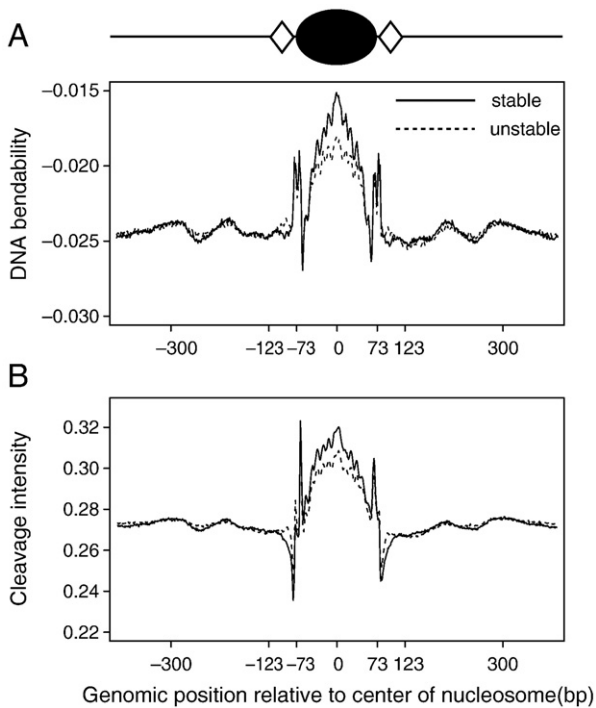 A
DNA bendability
−0.015
−0.020
−0.025
−0.030
stable
unstable
−300 −123 −73 0 73 123 300
B
Cleavage intensity
0.32
0.30
0.28
0.26
0.24
0.22
−300 −123 −73 0 73 123 300
Genomic position relative to center of nucleosome(bp)